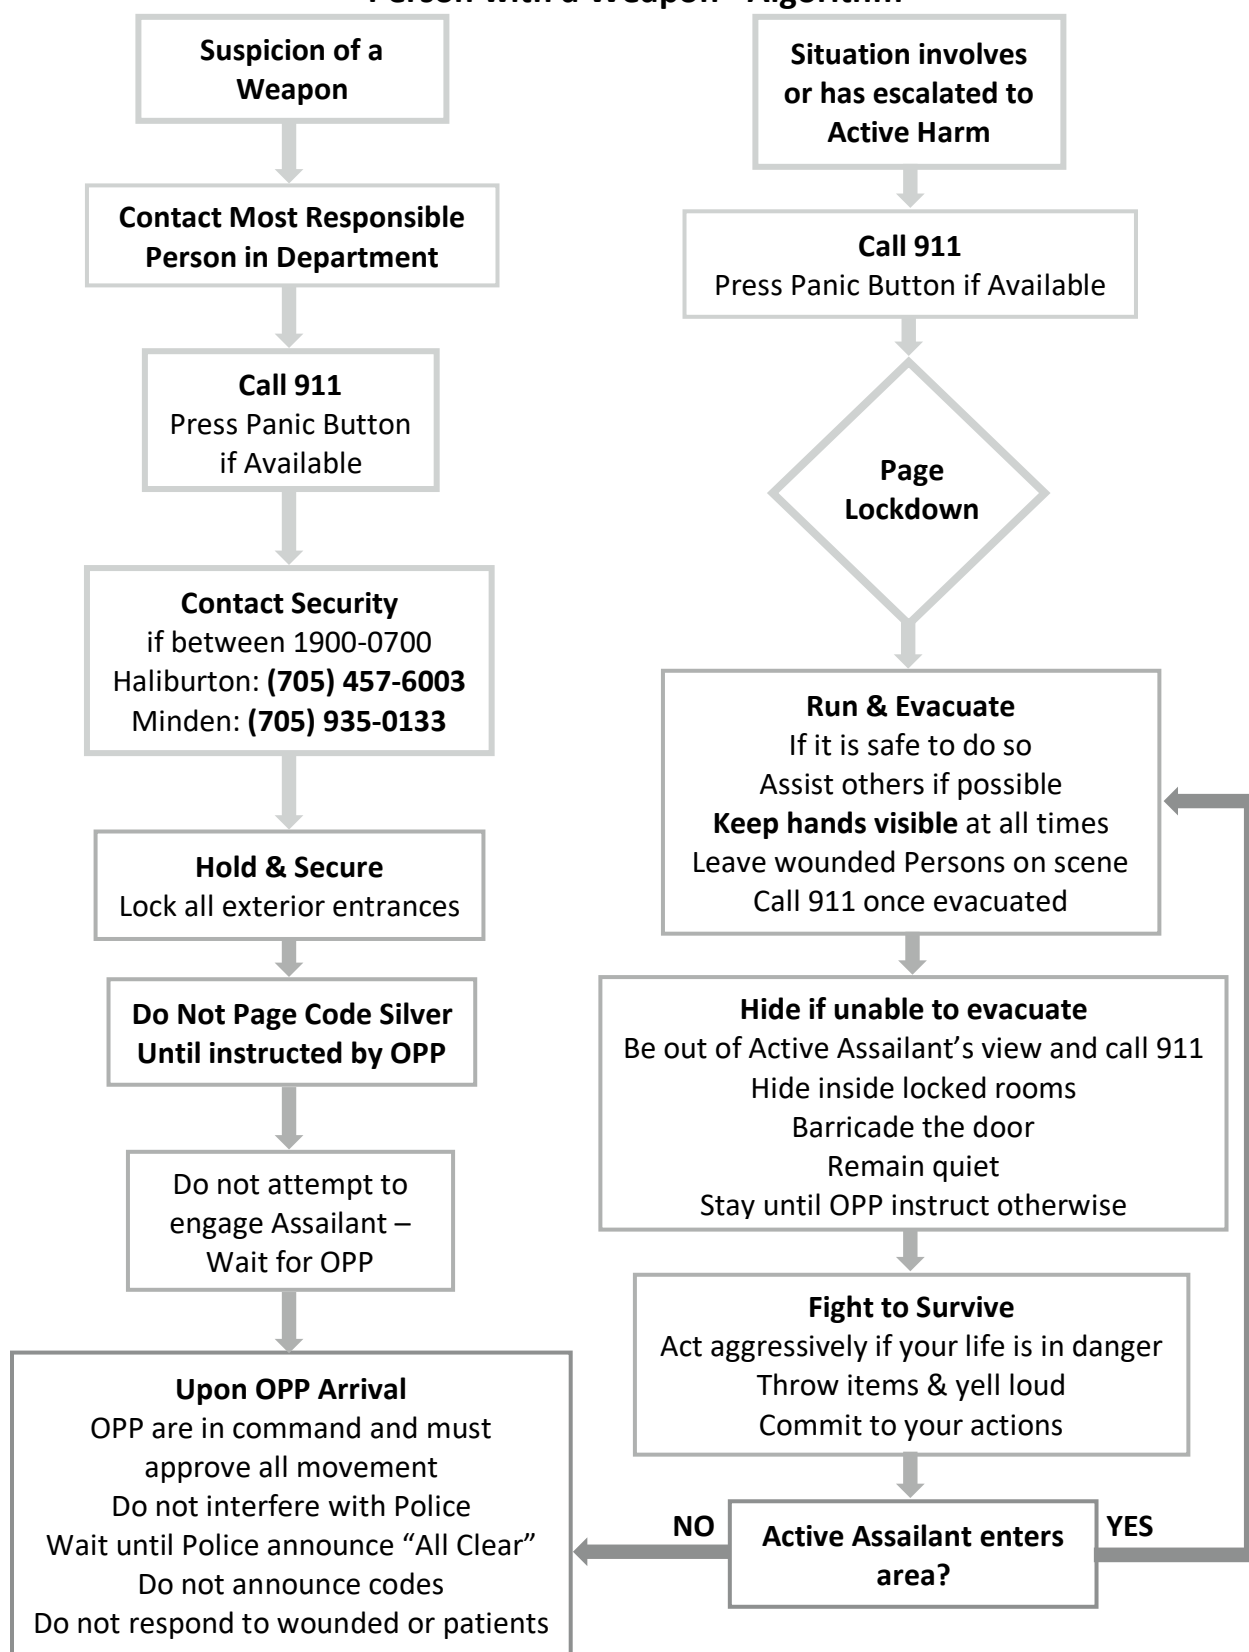 Person with a Weapon - Algorithm
Suspicion of a
Weapon
Contact Most Responsible
Person in Department
Call 911
Press Panic Button
if Available
Contact Security
if between 1900-0700
Haliburton: (705) 457-6003
Minden: (705) 935-0133
Hold & Secure
Lock all exterior entrances
Do Not Page Code Silver
Until instructed by OPP
Do not attempt to
engage Assailant –
Wait for OPP
Upon OPP Arrival
OPP are in command and must
approve all movement
Do not interfere with Police
Wait until Police announce “All Clear”
Do not announce codes
Do not respond to wounded or patients
Situation involves
or has escalated to
Active Harm
Call 911
Press Panic Button if Available
Page
Lockdown
Run & Evacuate
If it is safe to do so
Assist others if possible
Keep hands visible at all times
Leave wounded Persons on scene
Call 911 once evacuated
Hide if unable to evacuate
Be out of Active Assailant’s view and call 911
Hide inside locked rooms
Barricade the door
Remain quiet
Stay until OPP instruct otherwise
Fight to Survive
Act aggressively if your life is in danger
Throw items & yell loud
Commit to your actions
NO
Active Assailant enters
area?
YES